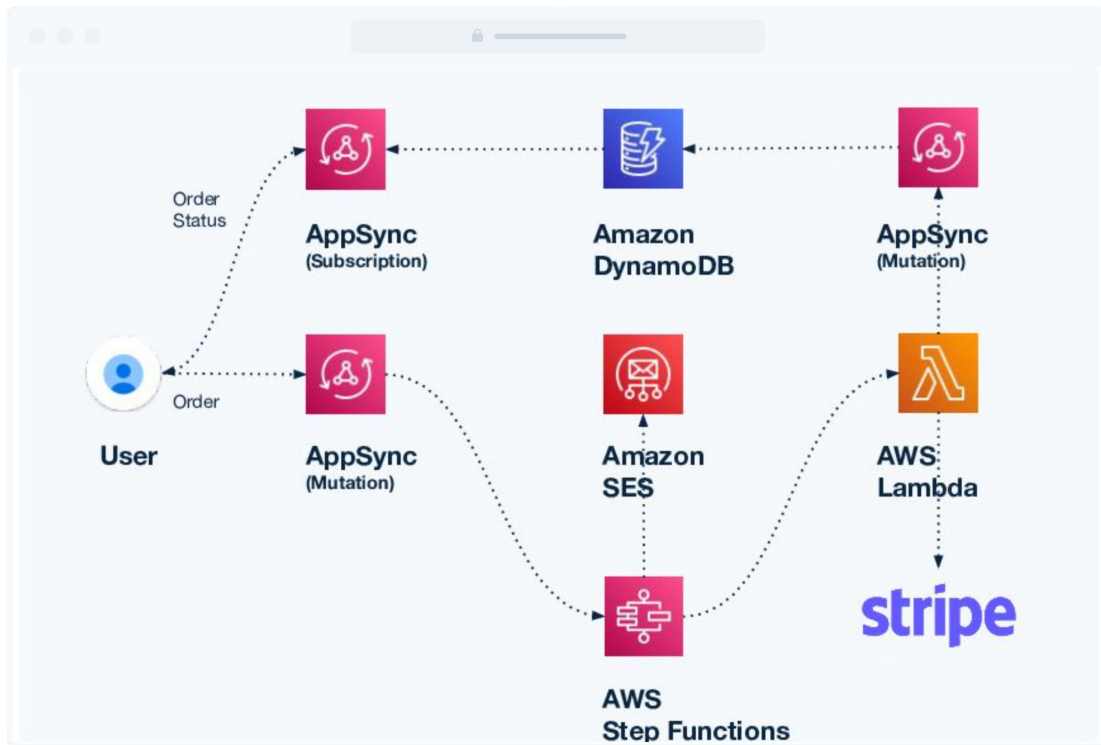 Order
Status
AppSync
(Subscription)
Amazon
DynamoDB
AppSync
(Mutation)
Order
User
AppSync
(Mutation)
Amazon
SES
AWS
Lambda
stripe
AWS
Step Functions